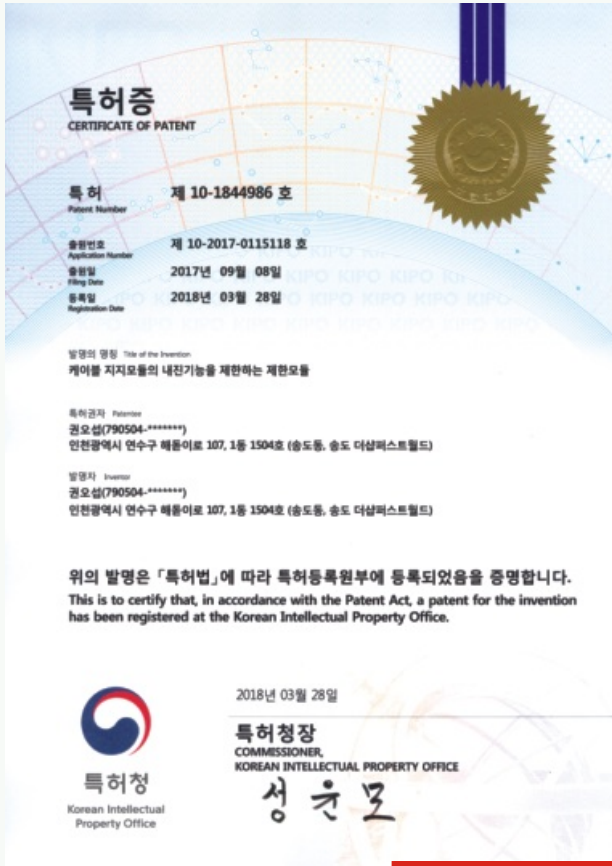 특허증
CERTIFICATE OF PATENT
특 허 제 10-1844986 호
Patent Number
출원번호 제 10-2017-0115118 호
Application Number
출원일 2017년 09월 08일
Filing Date
등록일 2018년 03월 28일
Registration Date
발명의 명칭 Title of the Invention
케이블 지지모듈의 내진기능을 제한하는 제한모듈
특허권자 Patentee
권오섭(790504-*******)
인천광역시 연수구 해돋이로 107, 1동 1504호 (송도동, 송도 더샵퍼스트월드)
발명자 Inventor
권오섭(790504-*******)
인천광역시 연수구 해돋이로 107, 1동 1504호 (송도동, 송도 더샵퍼스트월드)
위의 발명은 「특허법」에 따라 특허등록원부에 등록되었음을 증명합니다.
This is to certify that, in accordance with the Patent Act, a patent for the invention
has been registered at the Korean Intellectual Property Office.
2018년 03월 28일
특허청장
COMMISSIONER,
KOREAN INTELLECTUAL PROPERTY OFFICE
성윤모
특허청
Korean Intellectual
Property Office